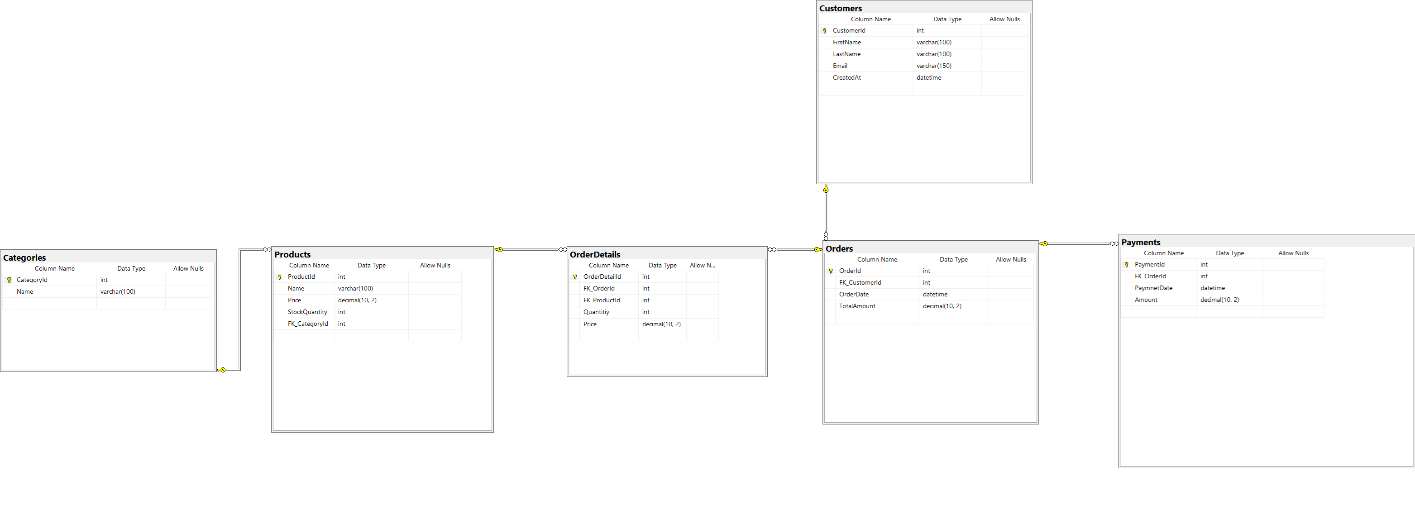 Customers
Column Name Data Type Allow Nulls
CustomerId int
FirstName varchar(100)
LastName varchar(100)
Email varchar(150)
CreatedAt datetime
Categories
Column Name Data Type Allow Nulls
CatagoryId int
Name varchar(100)
Products
Column Name Data Type Allow Nulls
ProductId int
Name varchar(100)
Price decimal(10, 2)
StockQuantity int
FK_CategoryId int
OrderDetails
Column Name Data Type Allow N...
OrderDetailId int
FK_OrderId int
FK_ProductId int
Quantitiy int
Price decimal(10, 2)
Orders
Column Name Data Type Allow Nulls
OrderId int
FK_CustomerId int
OrderDate datetime
TotalAmount decimal(10, 2)
Payments
Column Name Data Type Allow Nulls
PaymentId int
FK_OrderId int
PaymnetDate datetime
Amount decimal(10, 2)